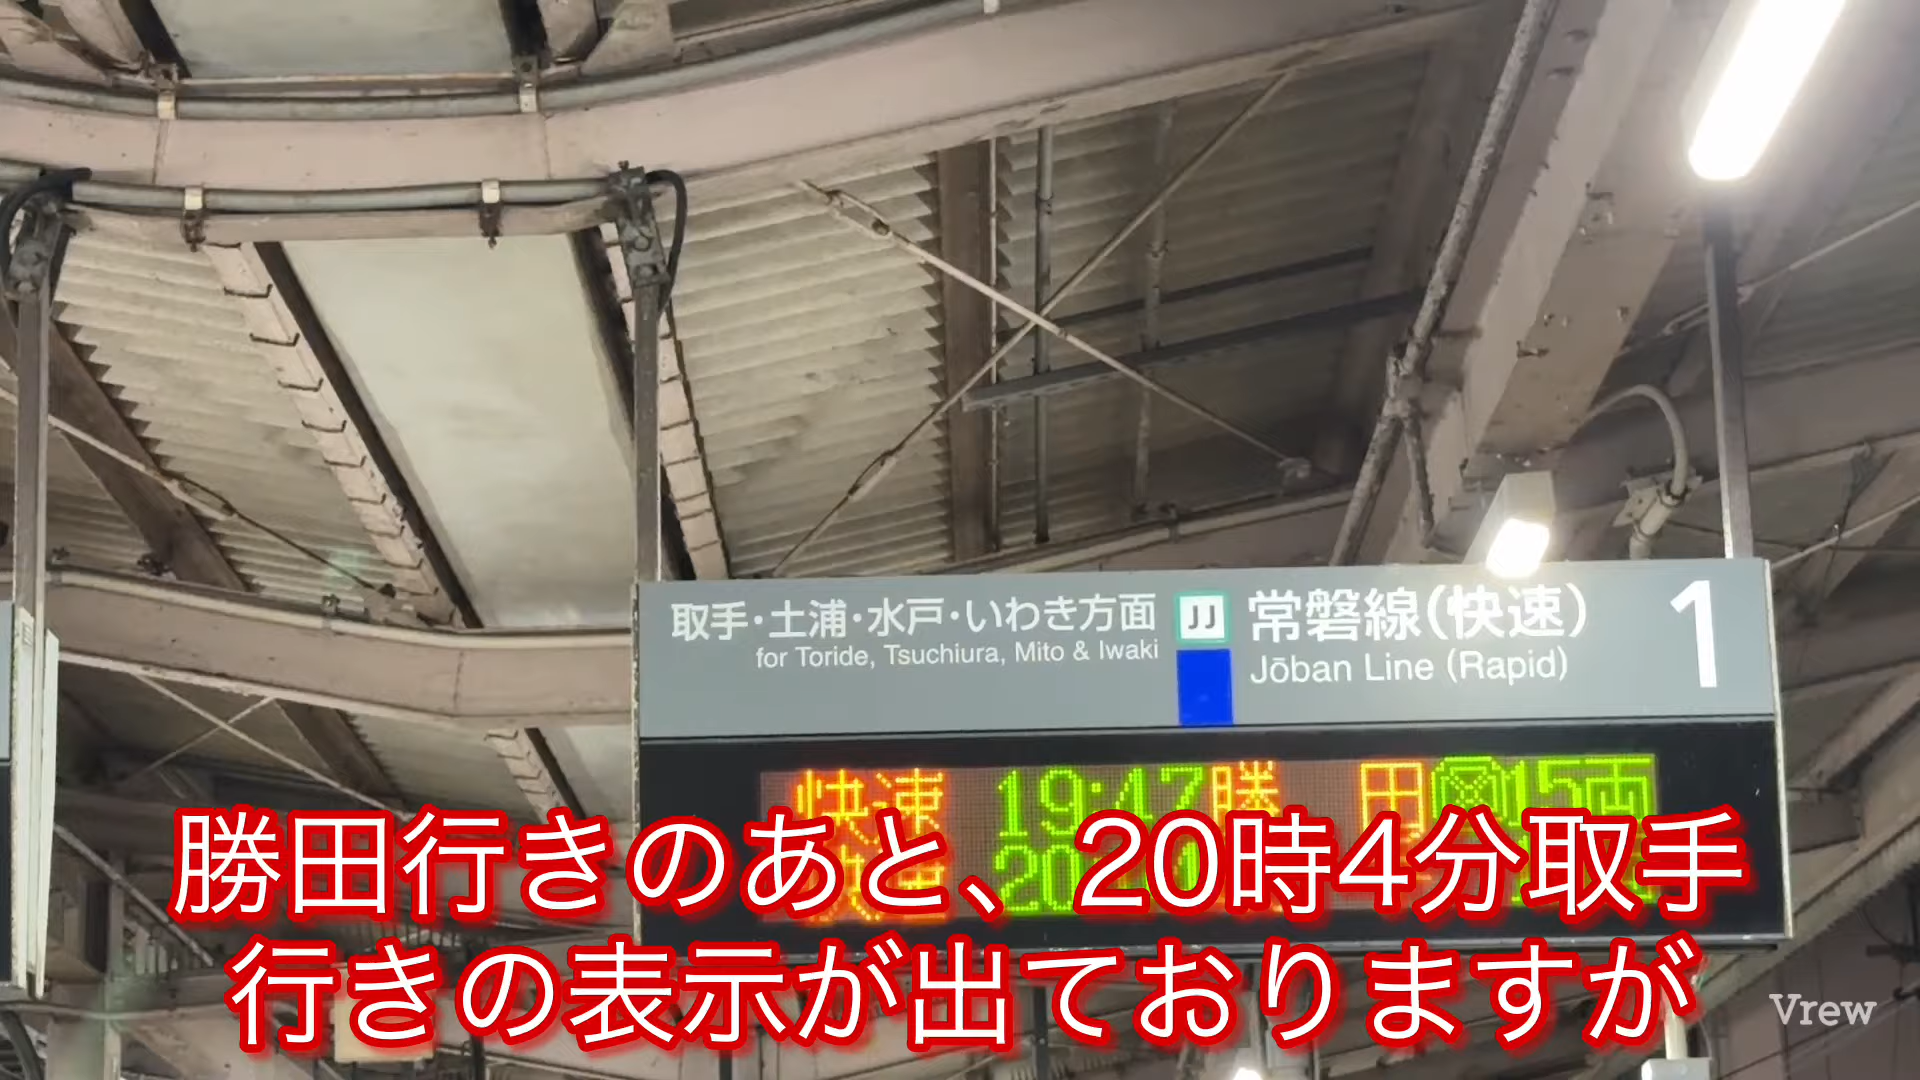 取手・土浦・水戸・いわき方面
for Toride, Tsuchiura, Mito & Iwaki
JJ 常磐線(快速)
Jōban Line (Rapid)
1
快速 19:47 勝 田 15両
勝田行きのあと、20時4分取手
行きの表示が出ておりますが
Vrew